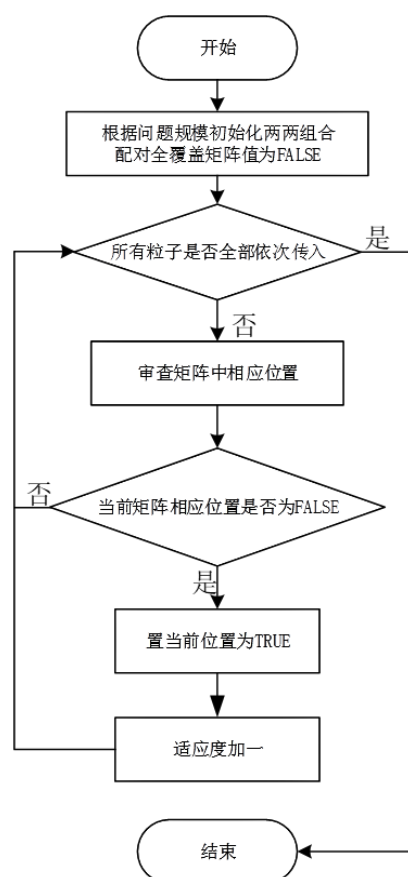 开始
根据问题规模初始化两两组合
配对全覆盖矩阵值为FALSE
所有粒子是否全部依次传入
是
否
审查矩阵中相应位置
当前矩阵相应位置是否为FALSE
否
是
置当前位置为TRUE
适应度加一
结束